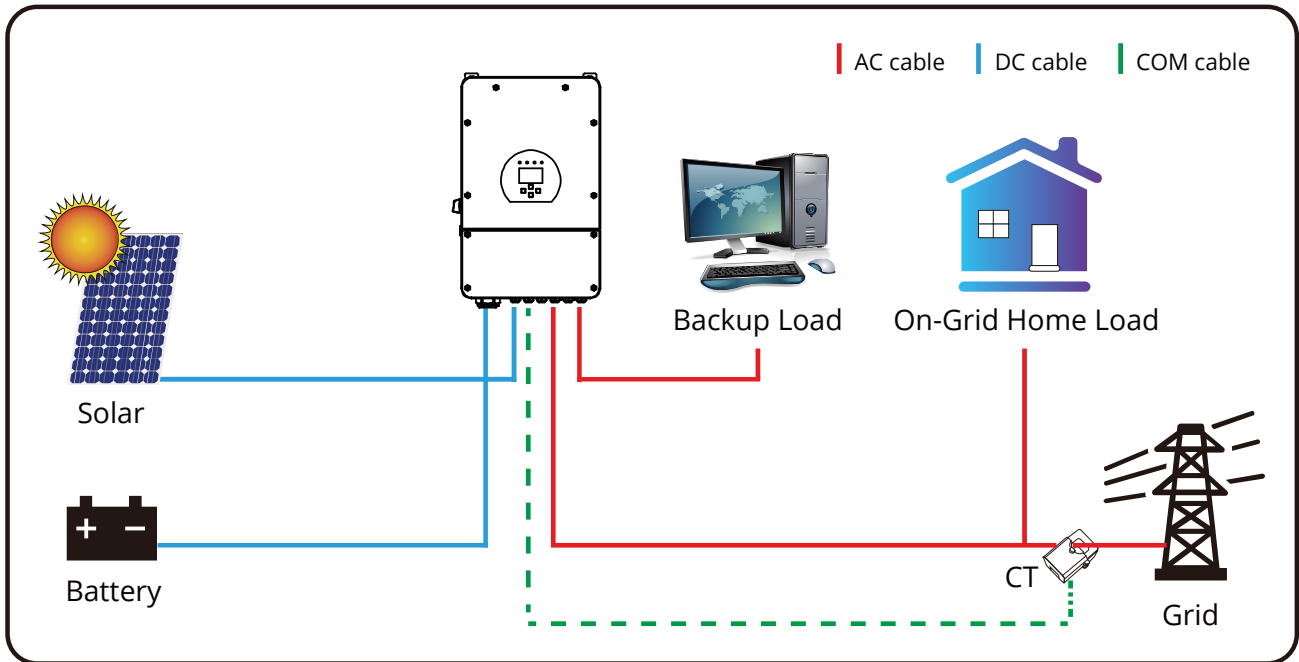 AC cable
DC cable
COM cable
Backup Load
On-Grid Home Load
Solar
+ −
Battery
CT
Grid